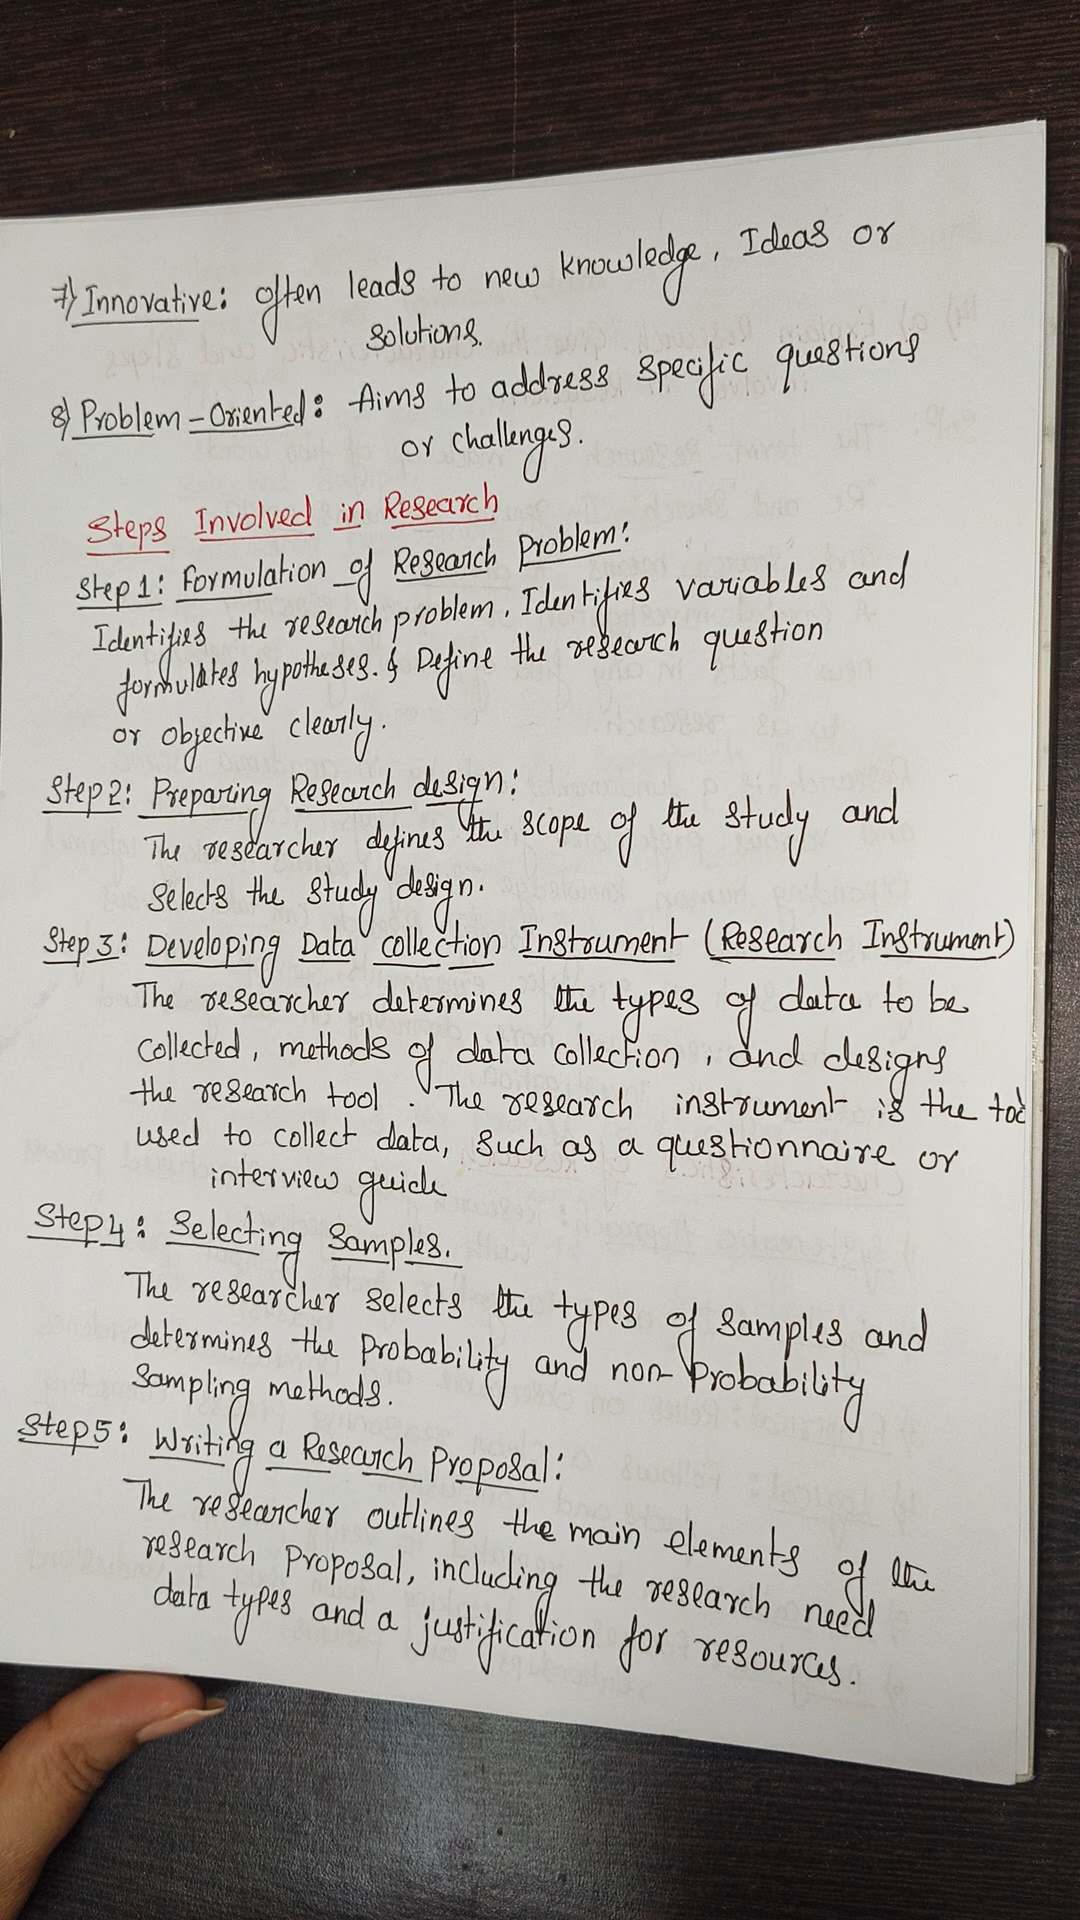 7) Innovative: often leads to new knowledge, Ideas or
solutions.
8) Problem-Oriented: Aims to address specific questions
or challenges.
Steps Involved in Research
Step 1: Formulation of Research Problem:
Identifies the research problem, Identifies variables and
formulates hypotheses. & Define the research question
or objective clearly.
Step 2: Preparing Research design:
The researcher defines the scope of the study and
selects the study design.
Step 3: Developing Data collection Instrument (Research Instrument)
The researcher determines the types of data to be
collected, methods of data collection, and designs
the research tool. The research instrument is the tool
used to collect data, such as a questionnaire or
interview guide
Step 4: Selecting Samples.
The researcher selects the types of samples and
determines the Probability and non-Probability
Sampling methods.
Step 5: Writing a Research Proposal:
The researcher outlines the main elements of the
research Proposal, including the research need
data types and a justification for resources.